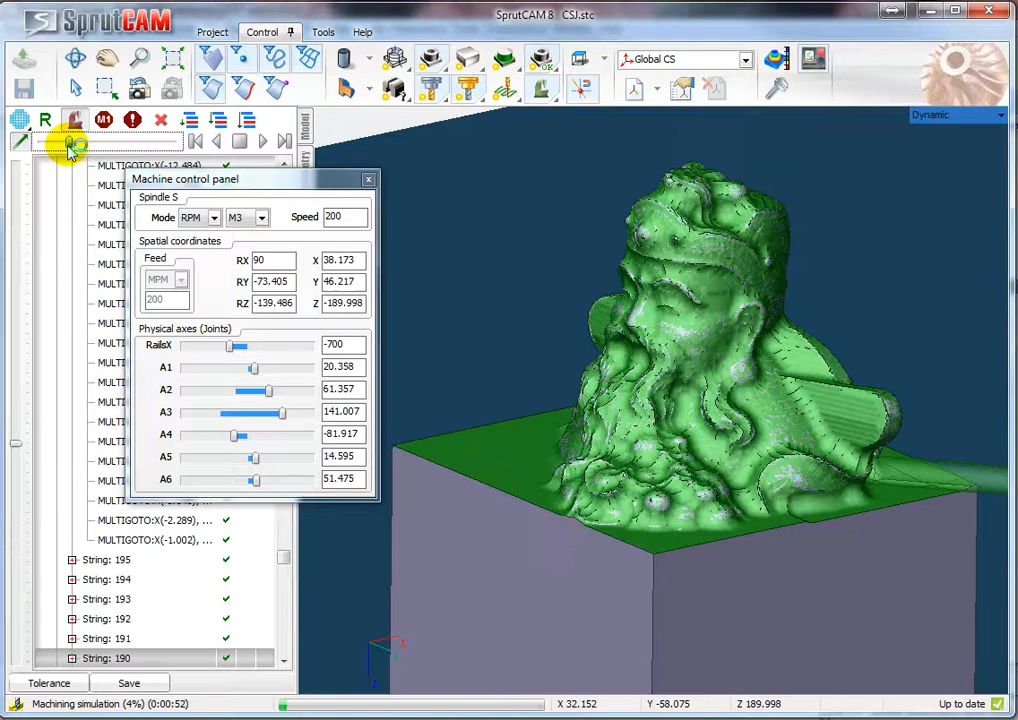 SprutCAM 8 CSJ.stc
SprutCAM
Project Control Tools Help
Global CS
R M1
Model
Dynamic
MULTIGOTO:X(-12.484),
Machine control panel
Spindle S
Mode RPM M3 Speed 200
Spatial coordinates
Feed
MPM
200
RX 90 X 38.173
RY -73.405 Y 46.217
RZ -139.486 Z -189.998
Physical axes (Joints)
RailsX -700
A1 20.358
A2 61.357
A3 141.007
A4 -81.917
A5 14.595
A6 51.475
MULTIGOTO:X(-2.289), ...
MULTIGOTO:X(-1.002), ...
String: 195
String: 194
String: 193
String: 192
String: 191
String: 190
X
Z
Tolerance Save
Machining simulation (4%) (0:00:52) X 32.152 Y -58.075 Z 189.998 Up to date